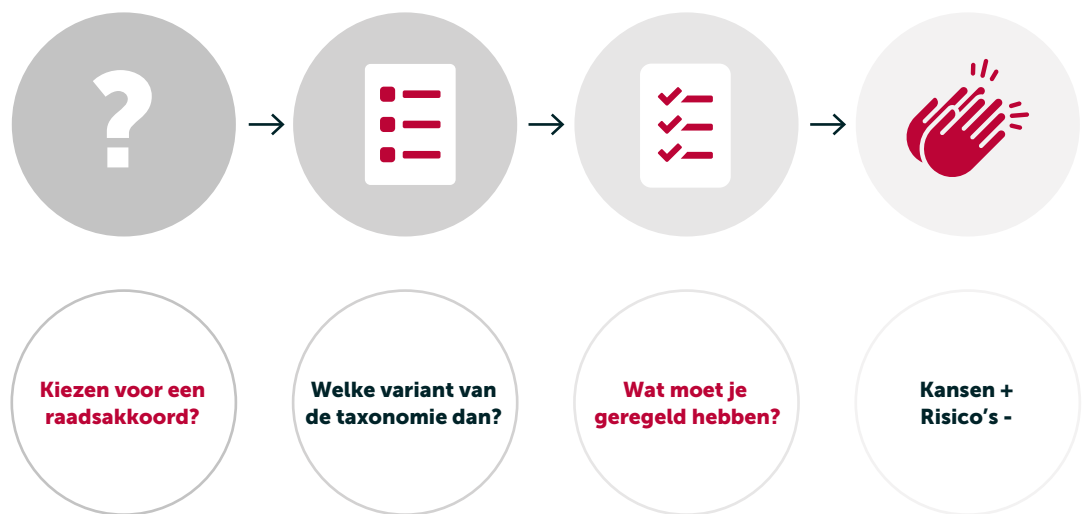 ?
Kiezen voor een
raadsakkoord?
Welke variant van
de taxonomie dan?
Wat moet je
geregeld hebben?
Kansen +
Risico's -